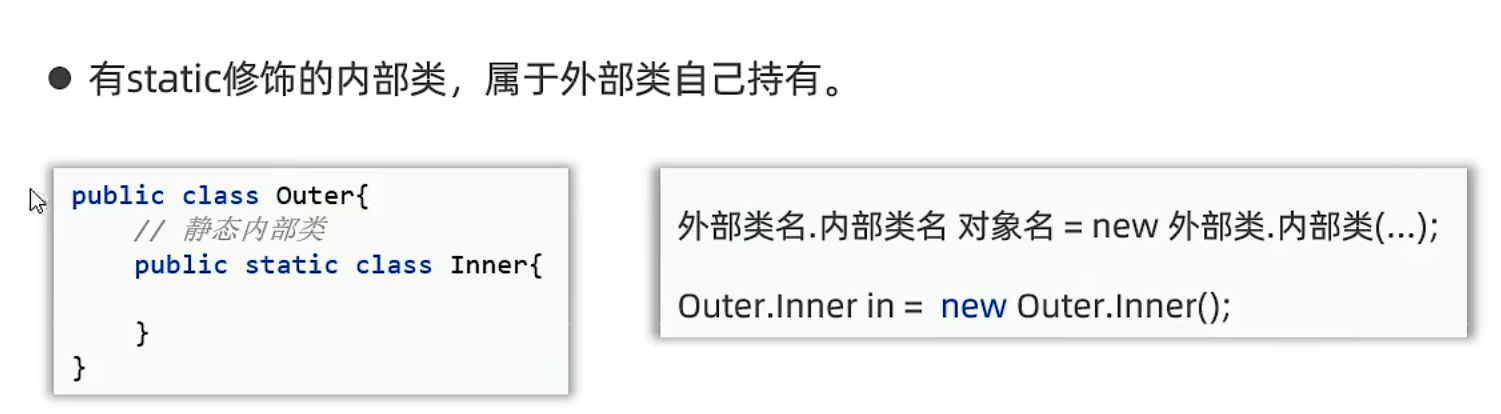 ● 有static修饰的内部类，属于外部类自己持有。
public class Outer{
    // 静态内部类
    public static class Inner{
    }
}
外部类名.内部类名 对象名 = new 外部类.内部类(...);
Outer.Inner in = new Outer.Inner();